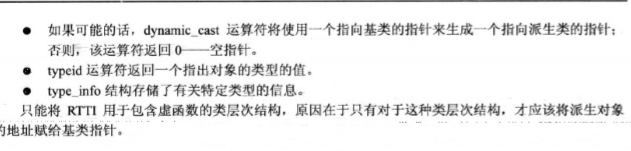 ● 如果可能的话，dynamic_cast 运算符将使用一个指向基类的指针来生成一个指向派生类的指针；
否则，该运算符返回 0——空指针。
● typeid 运算符返回一个指出对象的类型的值。
● type_info 结构存储了有关特定类型的信息。
只能将 RTTI 用于包含虚函数的类层次结构，原因在于只有对于这种类层次结构，才应该将派生对象
的地址赋给基类指针。